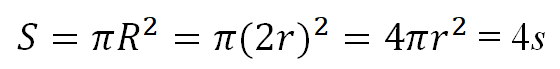 S = πR² = π(2r)² = 4πr² = 4s